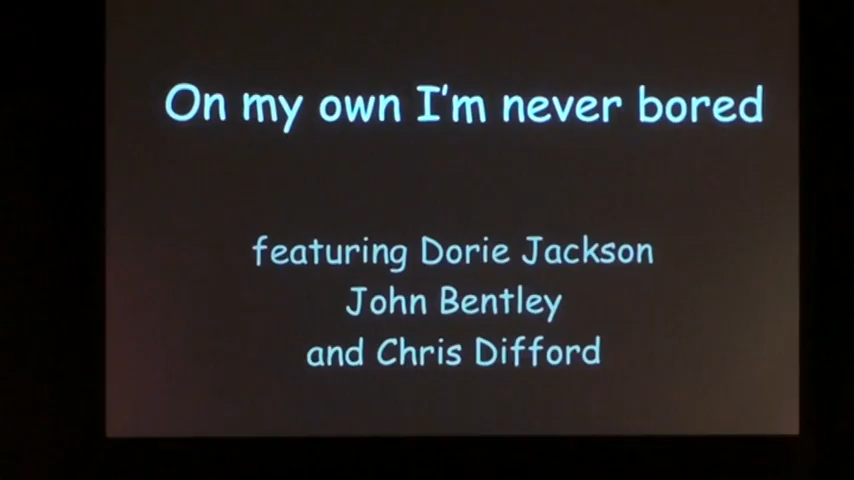 On my own I'm never bored
featuring Dorie Jackson
John Bentley
and Chris Difford